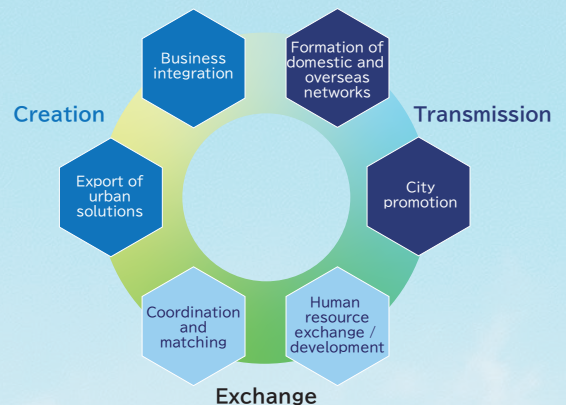 Business
integration
Formation of
domestic and
overseas
networks
Creation
Transmission
Export of
urban
solutions
City
promotion
Coordination
and
matching
Human
resource
exchange /
development
Exchange